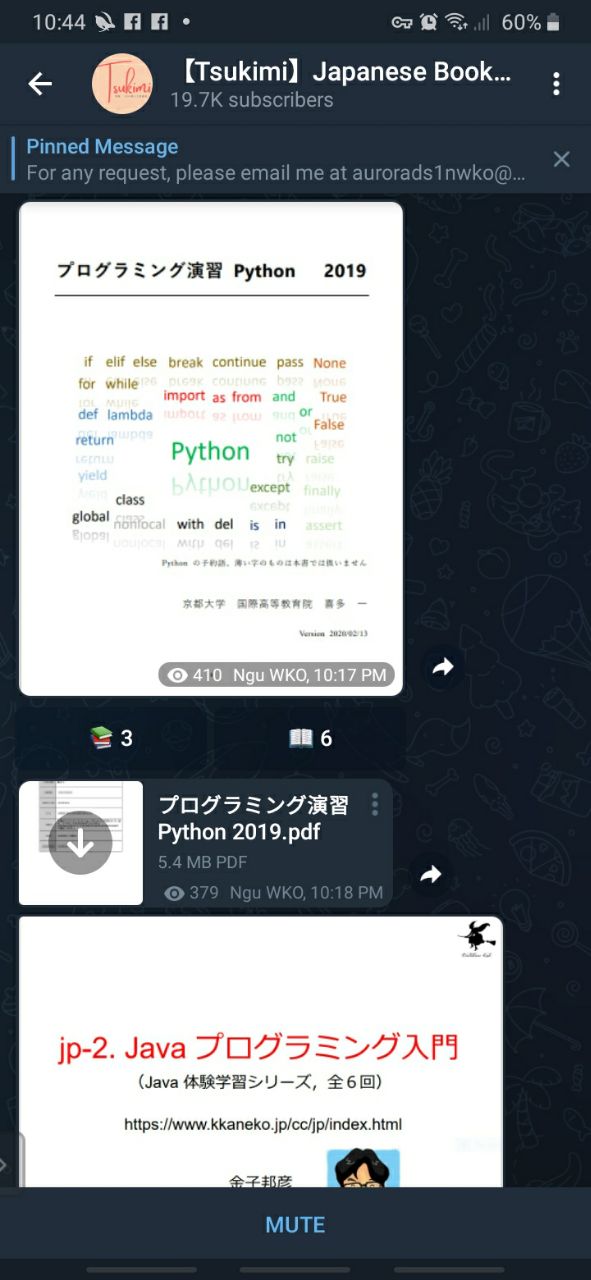 10:44
60%
【Tsukimi】Japanese Book...
19.7K subscribers
Tsukimi
Pinned Message
For any request, please email me at aurorads1nwko@...
プログラミング演習 Python 2019
if elif else break continue pass None
for while
import as from and True
def lambda or
False
return Python not
try raise
yield
except finally
class
global nonlocal with del is in assert
Python の予約語。薄い字のものは本書では扱いません
京都大学 国際高等教育院 喜多 一
Version 2020/02/13
410 Ngu WKO, 10:17 PM
3
6
プログラミング演習
Python 2019.pdf
5.4 MB PDF
379 Ngu WKO, 10:18 PM
jp-2. Java プログラミング入門
（Java 体験学習シリーズ，全６回）
https://www.kkaneko.jp/cc/jp/index.html
金子邦彦
MUTE